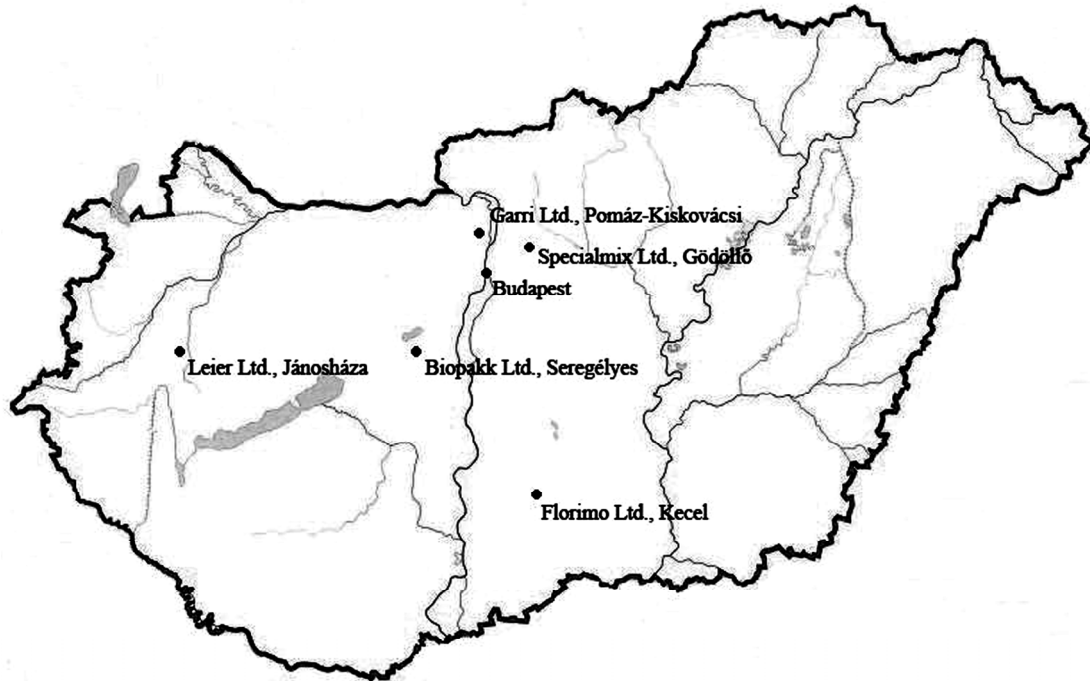 Garri Ltd., Pomáz-Kiskovácsi
Specialmix Ltd., Gödöllő
Budapest
Leier Ltd., Jánosháza
Biopakk Ltd., Seregélyes
Florimo Ltd., Kecel